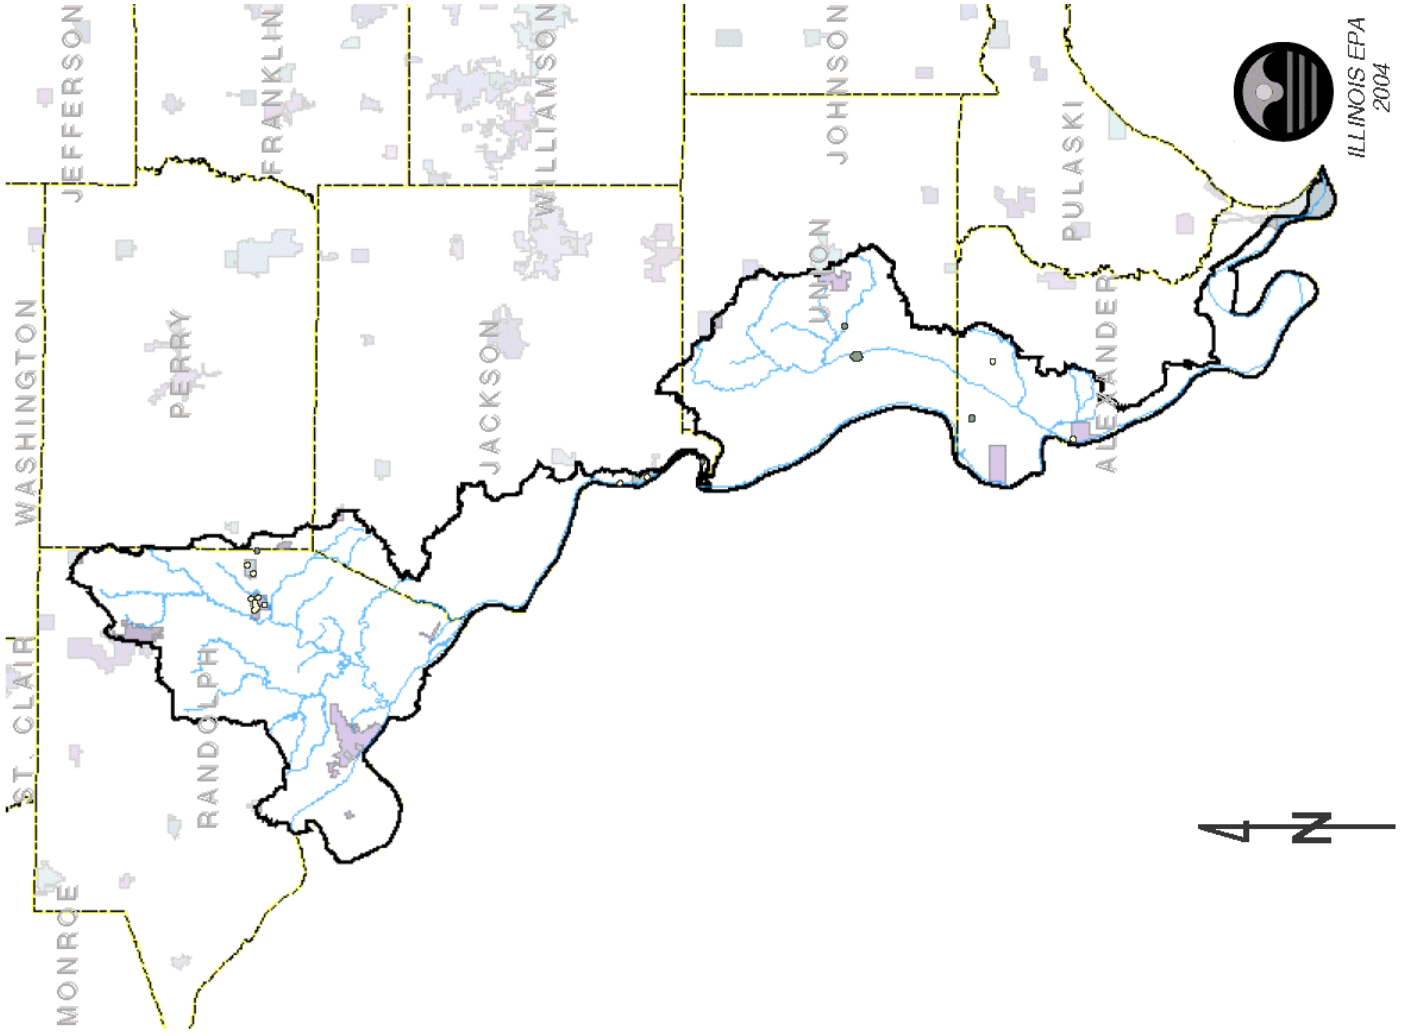 ST CLAIR
WASHINGTON
MONROE
JEFFERSON
RANDOLPH
PERRY
FRANKLIN
JACKSON
WILLIAMSON
UNION
JOHNSON
ALEXANDER
PULASKI
N
ILLINOIS EPA
2004